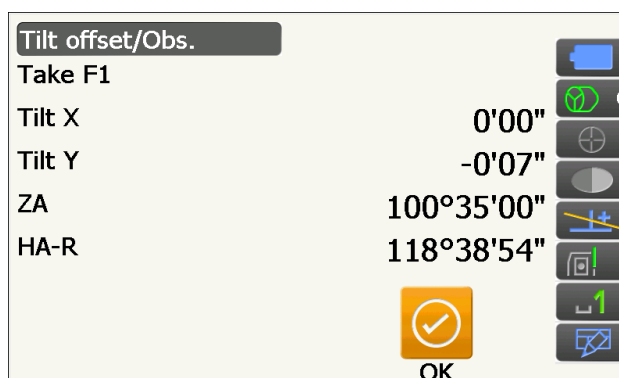 Tilt offset/Obs.
Take F1
Tilt X 0'00"
Tilt Y -0'07"
ZA 100°35'00"
HA-R 118°38'54"
1
OK